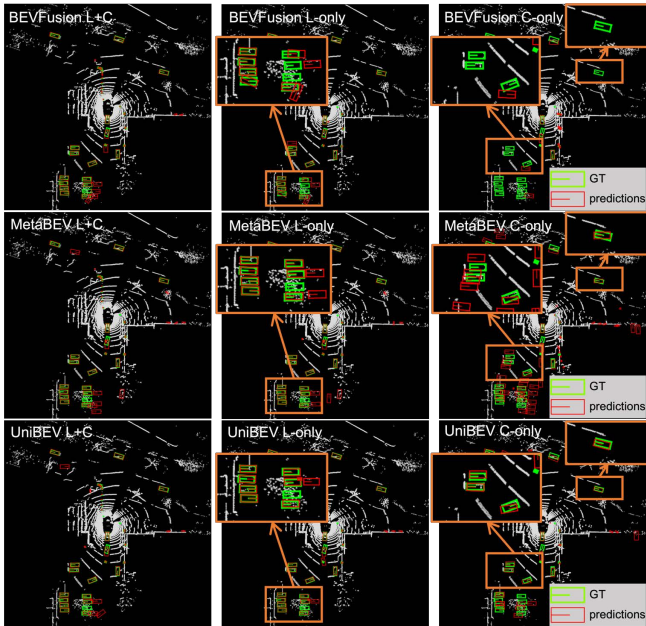 BEVFusion L+C
BEVFusion L-only
BEVFusion C-only
GT
predictions
MetaBEV L+C
MetaBEV L-only
MetaBEV C-only
GT
predictions
UniBEV L+C
UniBEV L-only
UniBEV C-only
GT
predictions